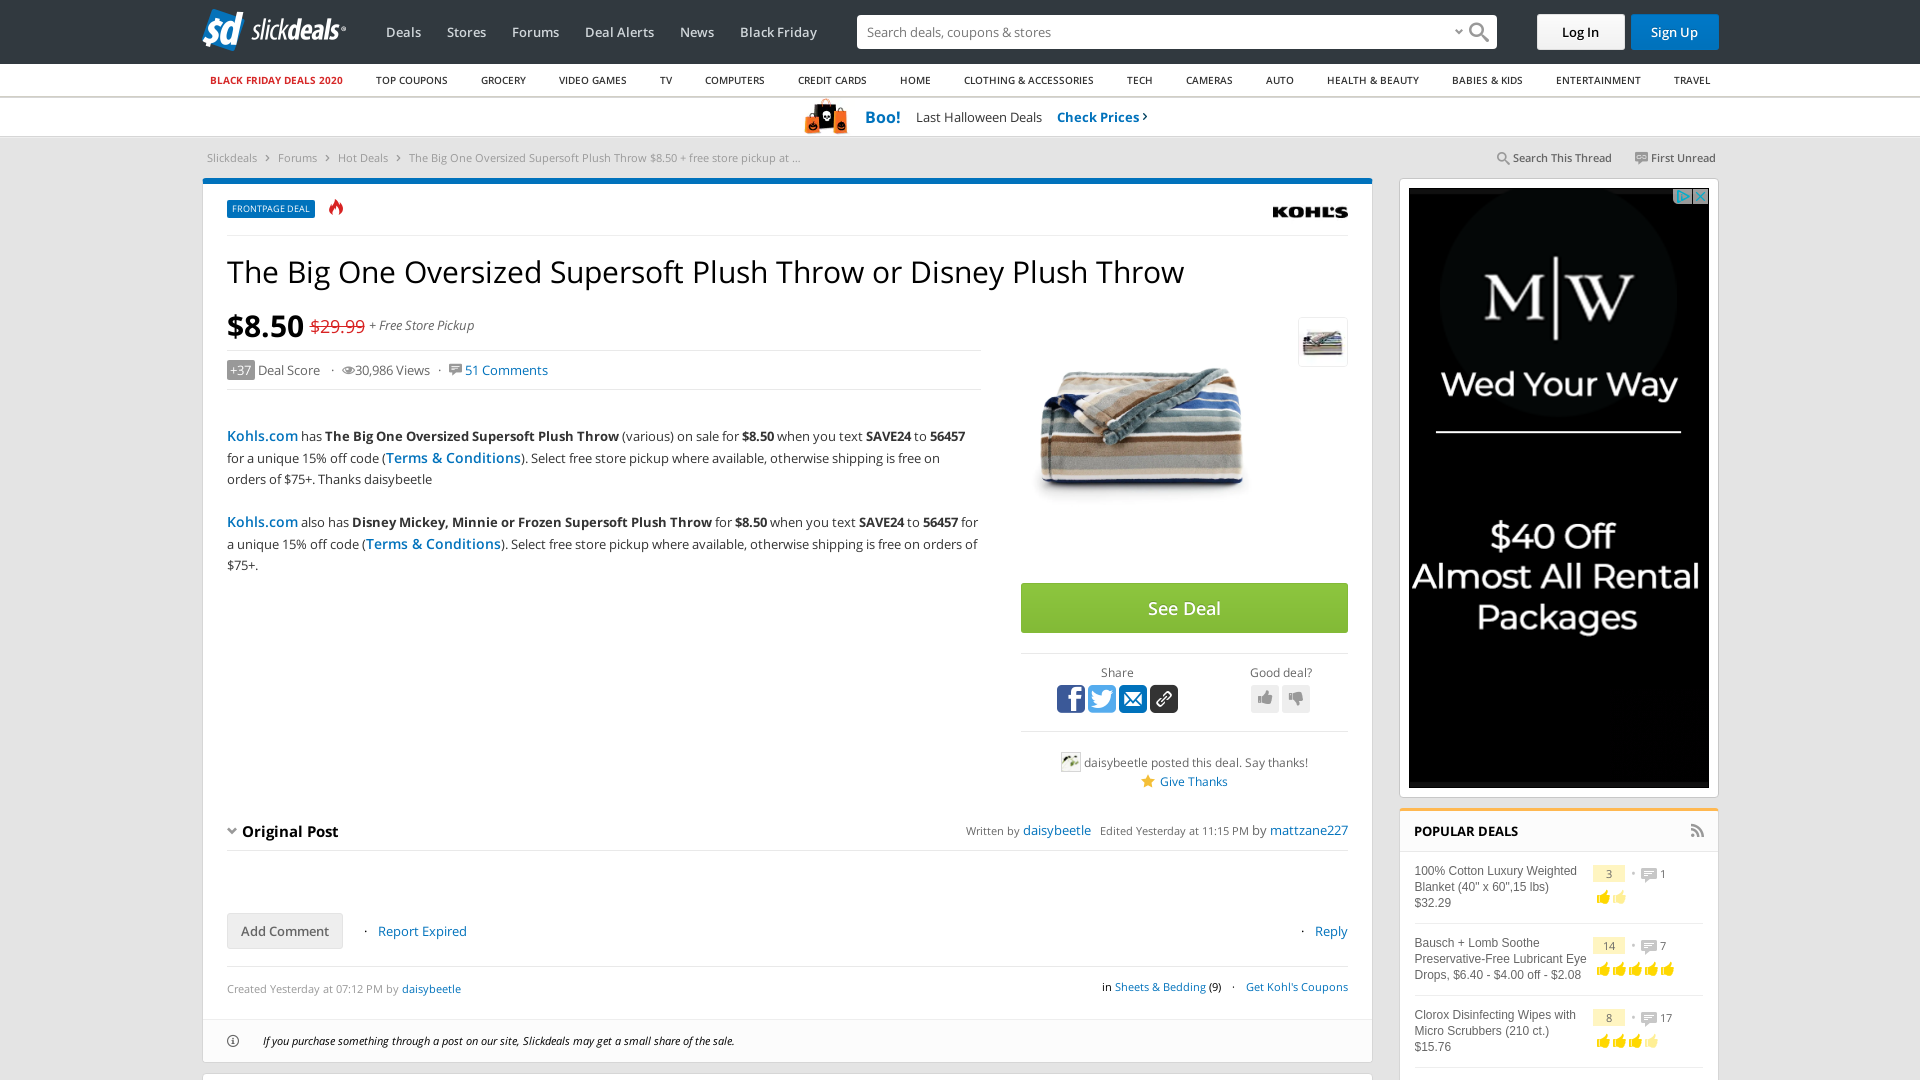 slickdeals
Deals
Stores
Forums
Deal Alerts
News
Black Friday
Search deals, coupons & stores
Log In
Sign Up
BLACK FRIDAY DEALS 2020
TOP COUPONS
GROCERY
VIDEO GAMES
TV
COMPUTERS
CREDIT CARDS
HOME
CLOTHING & ACCESSORIES
TECH
CAMERAS
AUTO
HEALTH & BEAUTY
BABIES & KIDS
ENTERTAINMENT
TRAVEL
Boo! Last Halloween Deals Check Prices
Slickdeals > Forums > Hot Deals > The Big One Oversized Supersoft Plush Throw $8.50 + free store pickup at ...
Search This Thread
First Unread
FRONTPAGE DEAL
KOHL'S
The Big One Oversized Supersoft Plush Throw or Disney Plush Throw
$8.50 $29.99 + Free Store Pickup
+37 Deal Score · 30,986 Views · 51 Comments
Kohls.com has The Big One Oversized Supersoft Plush Throw (various) on sale for $8.50 when you text SAVE24 to 56457
for a unique 15% off code (Terms & Conditions). Select free store pickup where available, otherwise shipping is free on
orders of $75+. Thanks daisybeetle
Kohls.com also has Disney Mickey, Minnie or Frozen Supersoft Plush Throw for $8.50 when you text SAVE24 to 56457 for
a unique 15% off code (Terms & Conditions). Select free store pickup where available, otherwise shipping is free on orders of
$75+.
See Deal
Share
Good deal?
daisybeetle posted this deal. Say thanks!
Give Thanks
Original Post
Written by daisybeetle Edited Yesterday at 11:15 PM by mattzane227
Add Comment · Report Expired
· Reply
Created Yesterday at 07:12 PM by daisybeetle
in Sheets & Bedding (9) · Get Kohl's Coupons
If you purchase something through a post on our site, Slickdeals may get a small share of the sale.
M|W
Wed Your Way
$40 Off
Almost All Rental
Packages
POPULAR DEALS
100% Cotton Luxury Weighted
Blanket (40" x 60",15 lbs)
$32.29
3 • 1
Bausch + Lomb Soothe
Preservative-Free Lubricant Eye
Drops, $6.40 - $4.00 off - $2.08
14 • 7
Clorox Disinfecting Wipes with
Micro Scrubbers (210 ct.)
$15.76
8 • 17